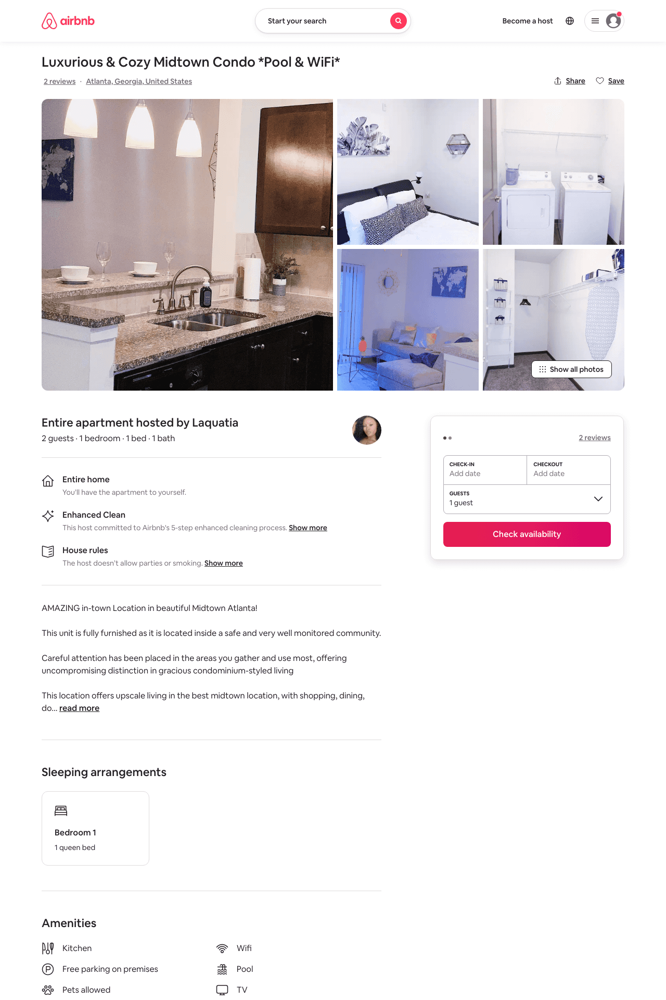 airbnb
Start your search
Become a host
Luxurious & Cozy Midtown Condo *Pool & WiFi*
2 reviews · Atlanta, Georgia, United States
Share
Save
Show all photos
Entire apartment hosted by Laquatia
2 guests · 1 bedroom · 1 bed · 1 bath
Entire home
You’ll have the apartment to yourself.
Enhanced Clean
This host committed to Airbnb's 5-step enhanced cleaning process. Show more
House rules
The host doesn’t allow parties or smoking. Show more
2 reviews
CHECK-IN
Add date
CHECKOUT
Add date
GUESTS
1 guest
Check availability
AMAZING in-town Location in beautiful Midtown Atlanta!
This unit is fully furnished as it is located inside a safe and very well monitored community.
Careful attention has been placed in the areas you gather and use most, offering
uncompromising distinction in gracious condominium-styled living
This location offers upscale living in the best midtown location, with shopping, dining,
do... read more
Sleeping arrangements
Bedroom 1
1 queen bed
Amenities
Kitchen
Wifi
Free parking on premises
Pool
Pets allowed
TV